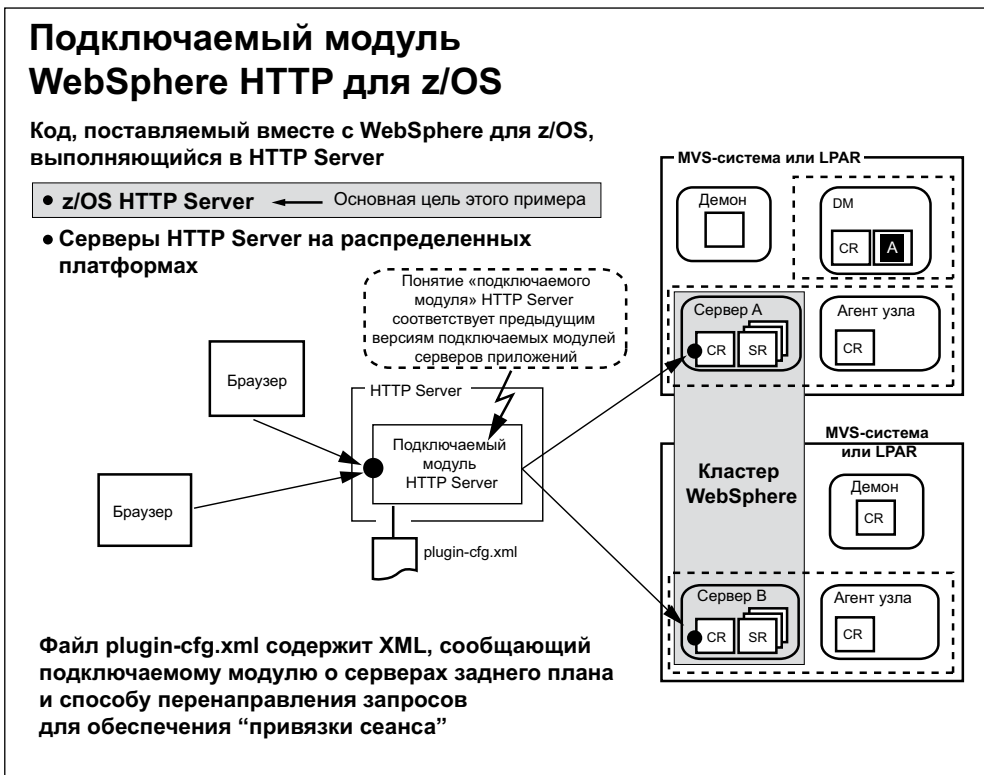 Подключаемый модуль
WebSphere HTTP для z/OS
Код, поставляемый вместе с WebSphere для z/OS,
выполняющийся в HTTP Server
• z/OS HTTP Server
Основная цель этого примера
• Серверы HTTP Server на распределенных
платформах
Понятие «подключаемого
модуля» HTTP Server
соответствует предыдущим
версиям подключаемых модулей
серверов приложений
Браузер
Браузер
HTTP Server
Подключаемый
модуль
HTTP Server
plugin-cfg.xml
MVS-система или LPAR
Демон
DM
CR
A
Сервер A
CR
SR
Агент узла
CR
Кластер
WebSphere
MVS-система
или LPAR
Демон
CR
Сервер B
CR
SR
Агент узла
CR
Файл plugin-cfg.xml содержит XML, сообщающий
подключаемому модулю о серверах заднего плана
и способу перенаправления запросов
для обеспечения “привязки сеанса”